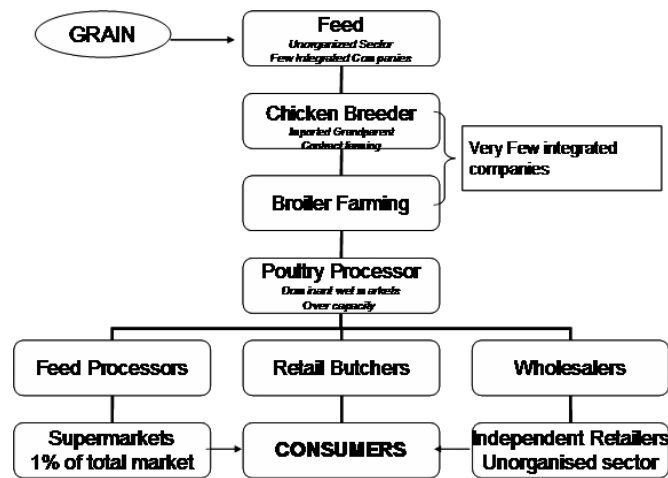 GRAIN
Feed
Unorganized Sector
Few Integrated Companies
Chicken Breeder
Imported Grandparent
Contract farming
Very Few integrated
companies
Broiler Farming
Poultry Processor
Dominant wet markets
Over capacity
Feed Processors
Retail Butchers
Wholesalers
Supermarkets
1% of total market
CONSUMERS
Independent Retailers
Unorganised sector